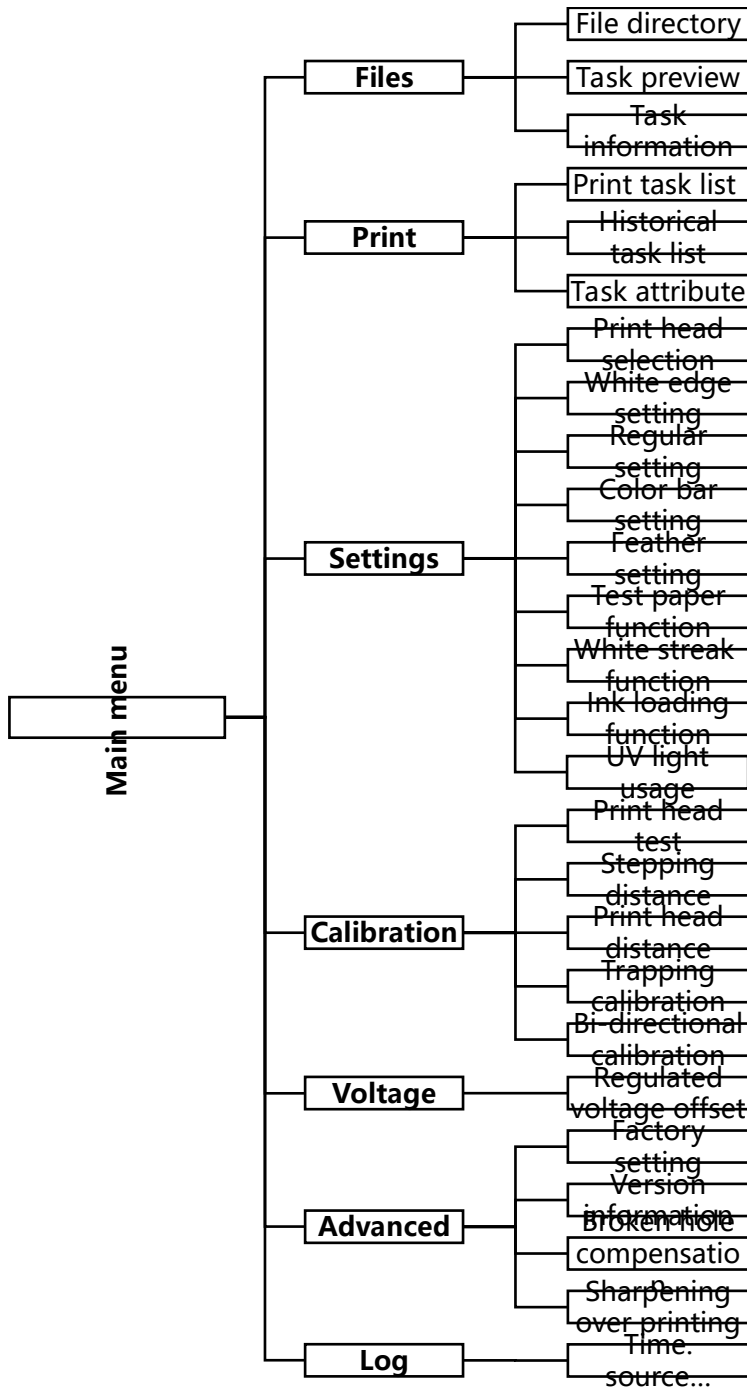 Main menu
Files
File directory
Task preview
Task
information
Print
Print task list
Historical
task list
Task attribute
Settings
Print head
selection
White edge
setting
Regular
setting
Color bar
setting
Feather
setting
Test paper
function
White streak
function
Ink loading
function
UV light
usage
Calibration
Print head
test
Stepping
distance
Print head
distance
Trapping
calibration
Bi-directional
calibration
Voltage
Regulated
voltage offset
Advanced
Factory
setting
Version
information
Broken hole
compensatio
n
Sharpening
over printing
Log
Time.
source...